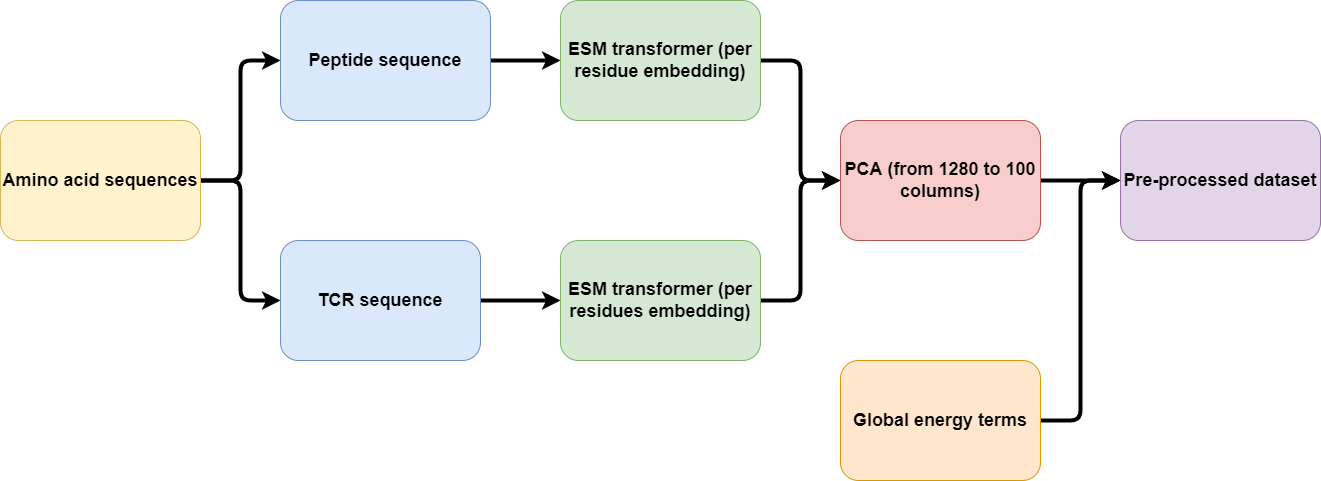 Peptide sequence
ESM transformer (per
residue embedding)
Amino acid sequences
PCA (from 1280 to 100
columns)
Pre-processed dataset
TCR sequence
ESM transformer (per
residues embedding)
Global energy terms